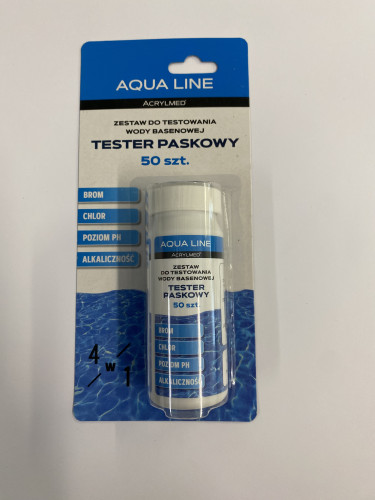 AQUA LINE
ACRYLMED
ZESTAW DO TESTOWANIA
WODY BASENOWEJ
TESTER PASKOWY
50 szt.
BROM
CHLOR
POZIOM PH
ALKALICZNOŚĆ
4 w 1
AQUA LINE
ACRYLMED
ZESTAW
DO TESTOWANIA
WODY BASENOWEJ
TESTER
PASKOWY
50 szt.
BROM
CHLOR
POZIOM PH
ALKALICZNOŚĆ